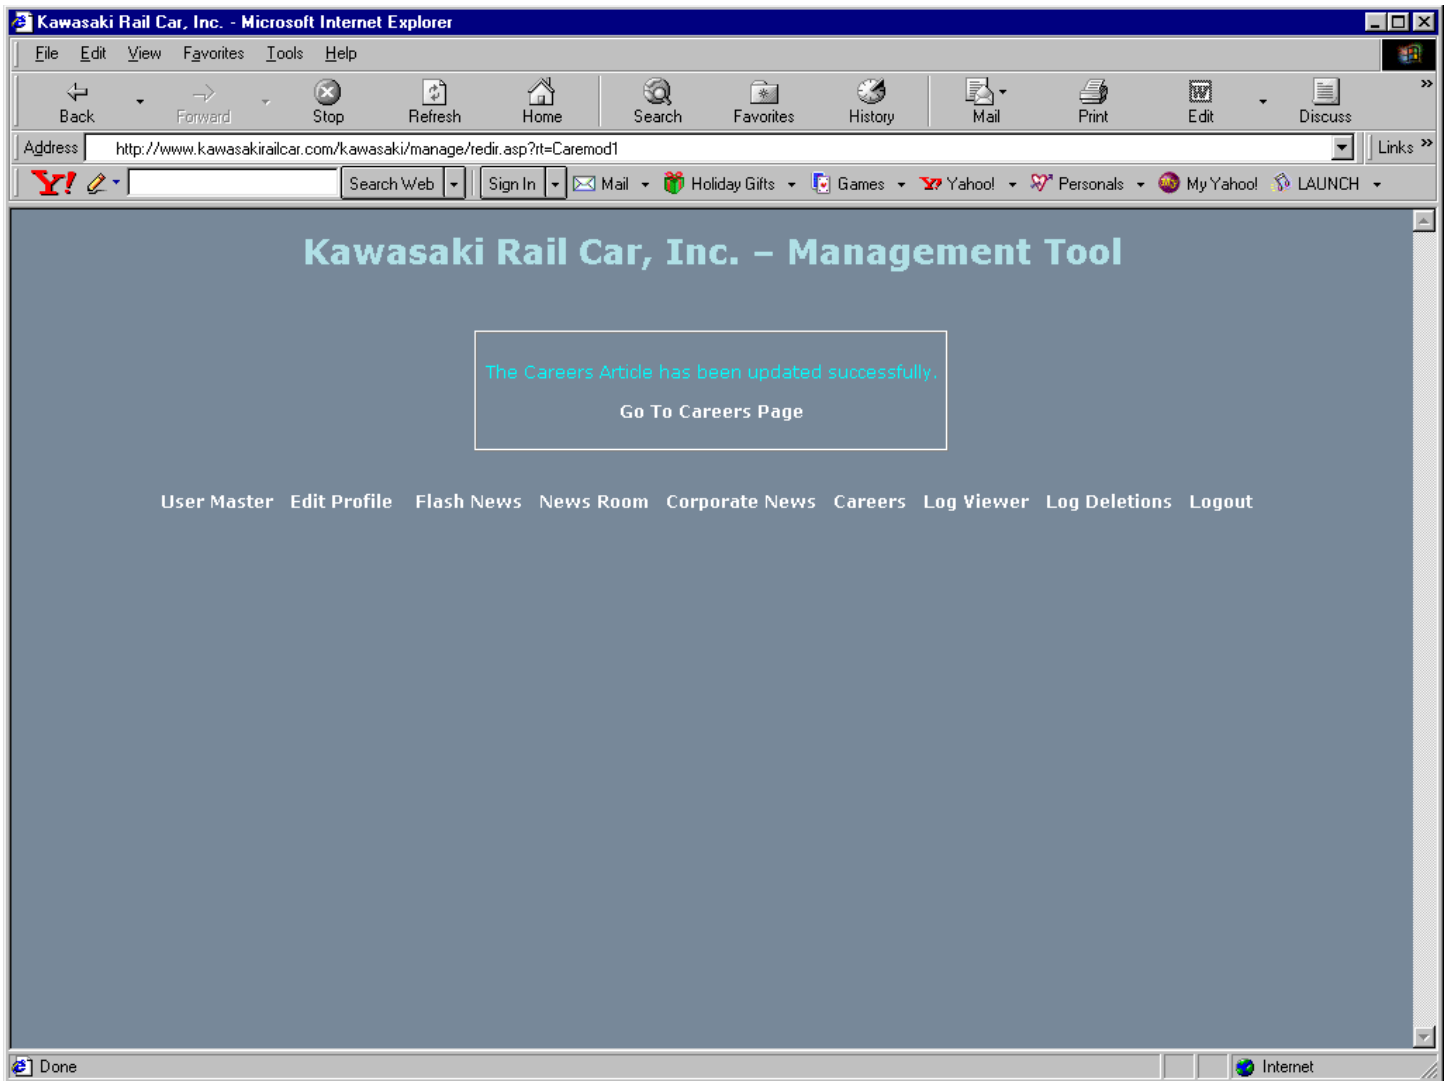 Kawasaki Rail Car, Inc. - Microsoft Internet Explorer
File Edit View Favorites Tools Help
Back Forward Stop Refresh Home Search Favorites History Mail Print Edit Discuss »
Address http://www.kawasakirailcar.com/kawasaki/manage/redir.asp?rt=Caremod1 Links »
Y! Search Web Sign In Mail Holiday Gifts Games Yahoo! Personals My Yahoo! LAUNCH
Kawasaki Rail Car, Inc. – Management Tool
The Careers Article has been updated successfully.
Go To Careers Page
User Master Edit Profile Flash News News Room Corporate News Careers Log Viewer Log Deletions Logout
Done Internet